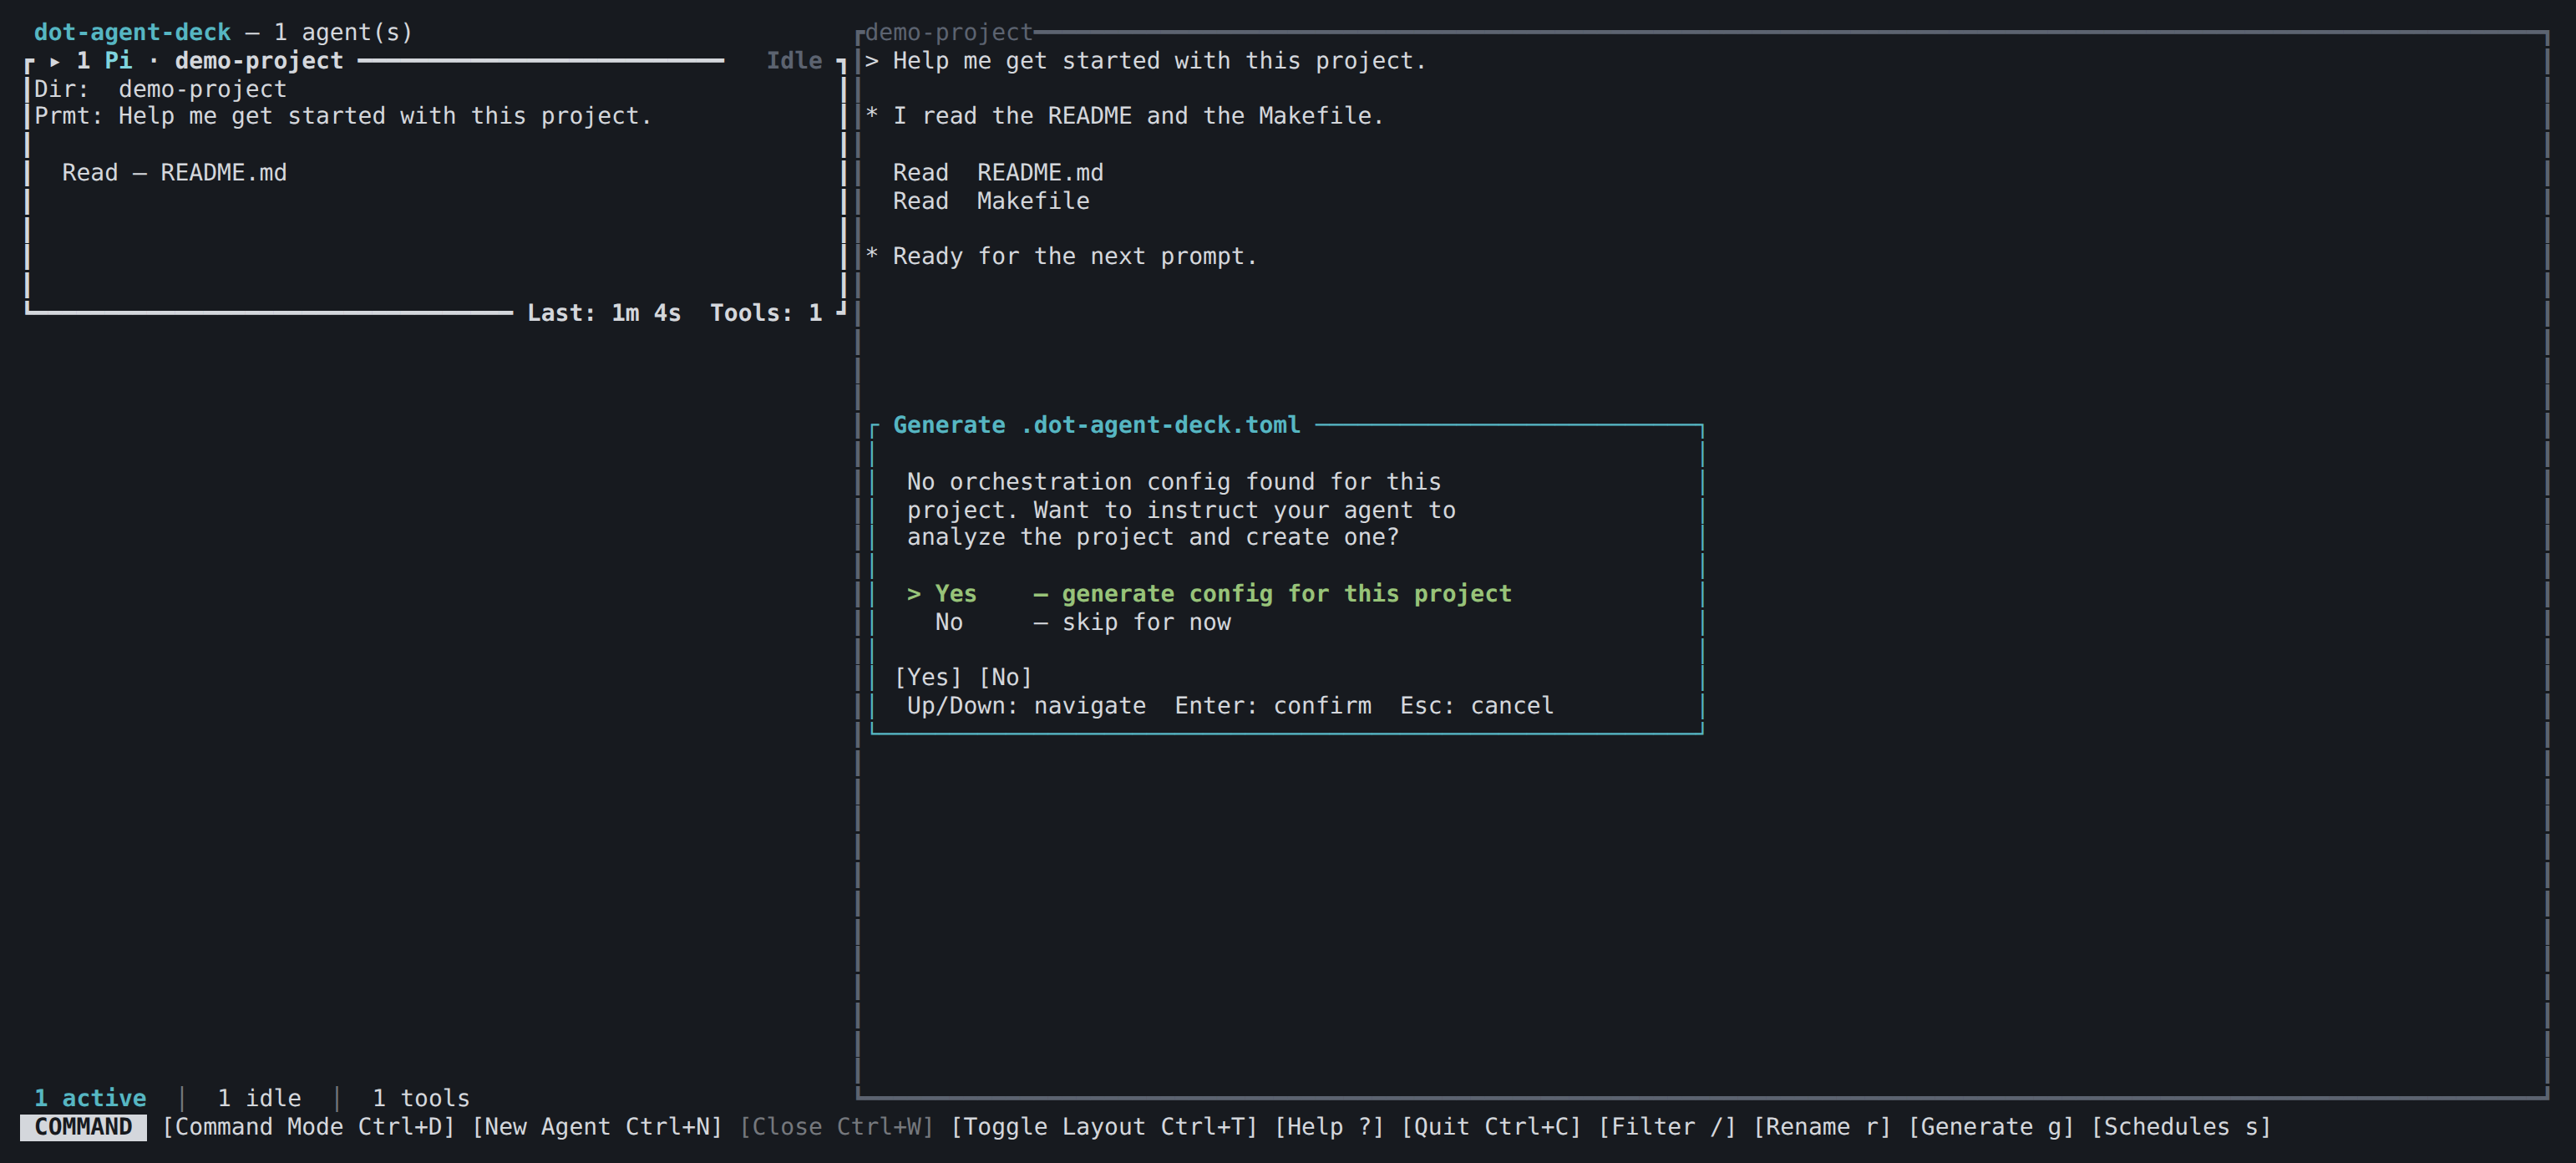 dot-agent-deck — 1 agent(s)
▸ 1 Pi · demo-project Idle
Dir: demo-project
Prmt: Help me get started with this project.
Read — README.md
Last: 1m 4s Tools: 1
demo-project
> Help me get started with this project.
* I read the README and the Makefile.
Read README.md
Read Makefile
* Ready for the next prompt.
Generate .dot-agent-deck.toml
No orchestration config found for this
project. Want to instruct your agent to
analyze the project and create one?
> Yes — generate config for this project
No — skip for now
[Yes] [No]
Up/Down: navigate Enter: confirm Esc: cancel
1 active │ 1 idle │ 1 tools
COMMAND [Command Mode Ctrl+D] [New Agent Ctrl+N] [Close Ctrl+W] [Toggle Layout Ctrl+T] [Help ?] [Quit Ctrl+C] [Filter /] [Rename r] [Generate g] [Schedules s]